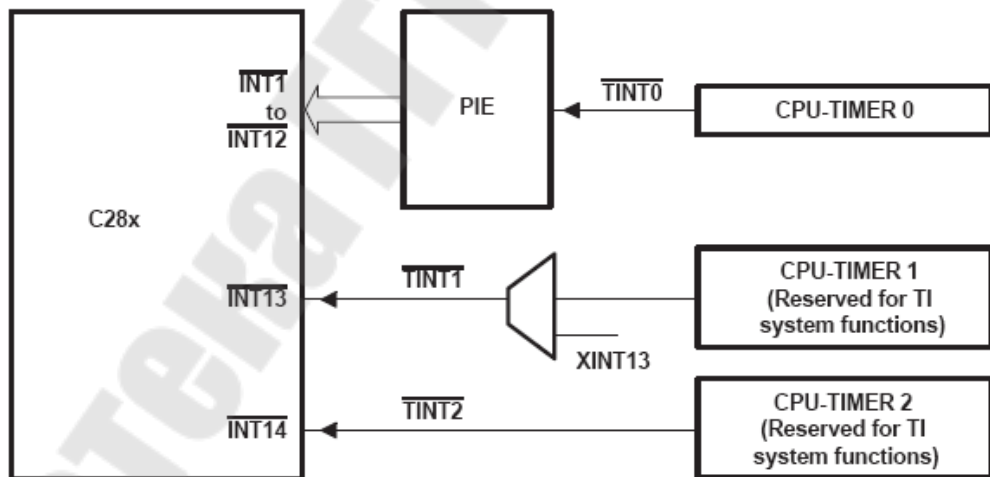 INT1
to
INT12
PIE
TINT0
CPU-TIMER 0
C28x
INT13
TINT1
XINT13
CPU-TIMER 1
(Reserved for TI
system functions)
INT14
TINT2
CPU-TIMER 2
(Reserved for TI
system functions)